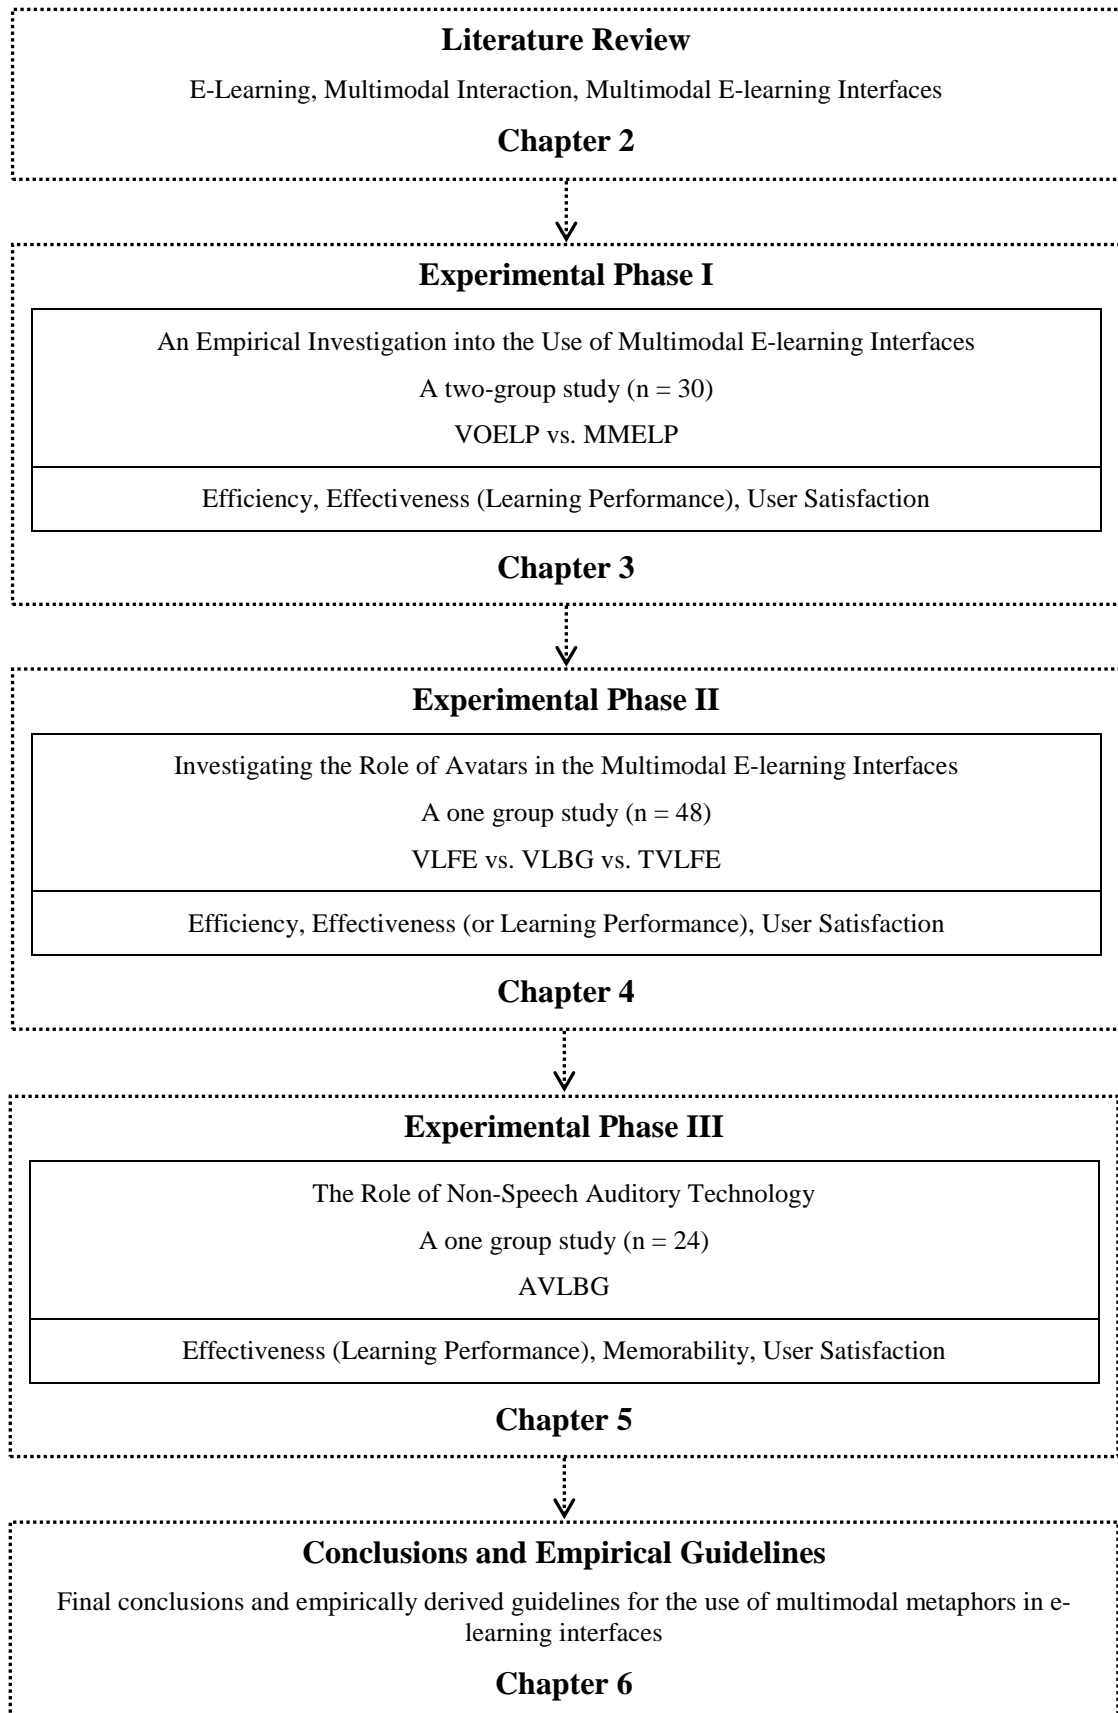 Literature Review
E-Learning, Multimodal Interaction, Multimodal E-learning Interfaces
Chapter 2
Experimental Phase I
An Empirical Investigation into the Use of Multimodal E-learning Interfaces
A two-group study (n = 30)
VOELP vs. MMELP
Efficiency, Effectiveness (Learning Performance), User Satisfaction
Chapter 3
Experimental Phase II
Investigating the Role of Avatars in the Multimodal E-learning Interfaces
A one group study (n = 48)
VLFE vs. VLBG vs. TVLFE
Efficiency, Effectiveness (or Learning Performance), User Satisfaction
Chapter 4
Experimental Phase III
The Role of Non-Speech Auditory Technology
A one group study (n = 24)
AVLBG
Effectiveness (Learning Performance), Memorability, User Satisfaction
Chapter 5
Conclusions and Empirical Guidelines
Final conclusions and empirically derived guidelines for the use of multimodal metaphors in e-
learning interfaces
Chapter 6